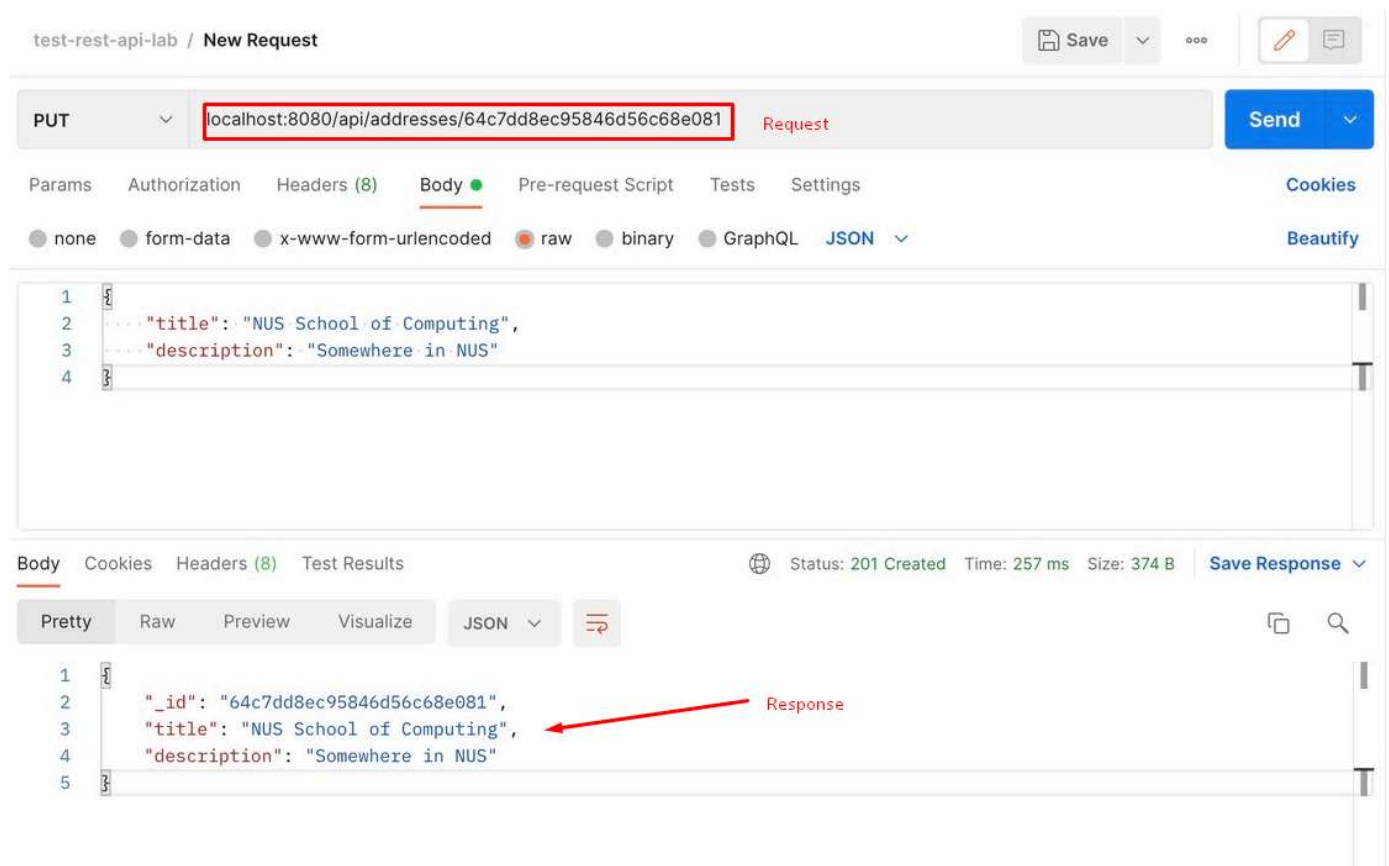 test-rest-api-lab / New Request Save ooo
PUT localhost:8080/api/addresses/64c7dd8ec95846d56c68e081 Request Send
Params Authorization Headers (8) Body Pre-request Script Tests Settings Cookies
none form-data x-www-form-urlencoded raw binary GraphQL JSON Beautify
1 {
2 "title": "NUS School of Computing",
3 "description": "Somewhere in NUS"
4 }
Body Cookies Headers (8) Test Results Status: 201 Created Time: 257 ms Size: 374 B Save Response
Pretty Raw Preview Visualize JSON
1 {
2 "_id": "64c7dd8ec95846d56c68e081", Response
3 "title": "NUS School of Computing",
4 "description": "Somewhere in NUS"
5 }